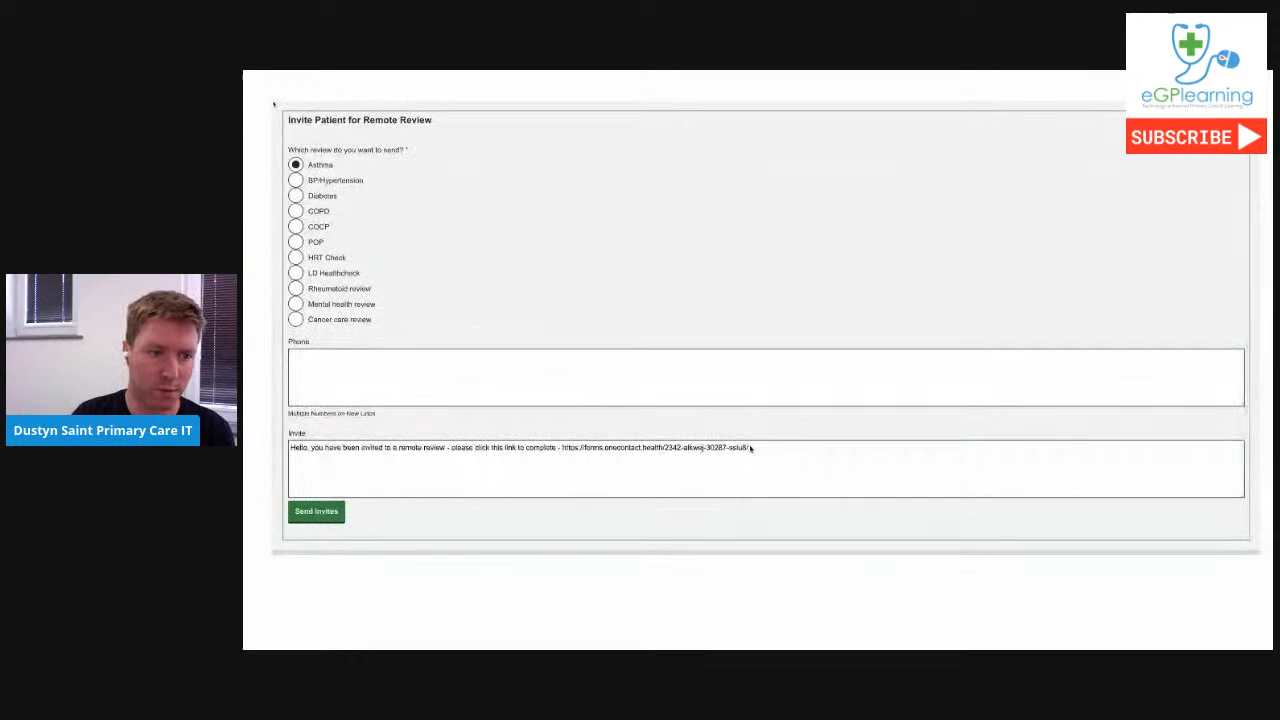 eGPlearning
SUBSCRIBE
Invite Patient for Remote Review
Which review do you want to send? *
Asthma
BP/Hypertension
Diabetes
COPD
COCP
POP
HRT Check
LD Healthcheck
Rheumatoid review
Mental health review
Cancer care review
Phone
Multiple Numbers on New Lines
Invite
Hello, you have been invited to a remote review - please click this link to complete -
Send Invites
Dustyn Saint Primary Care IT